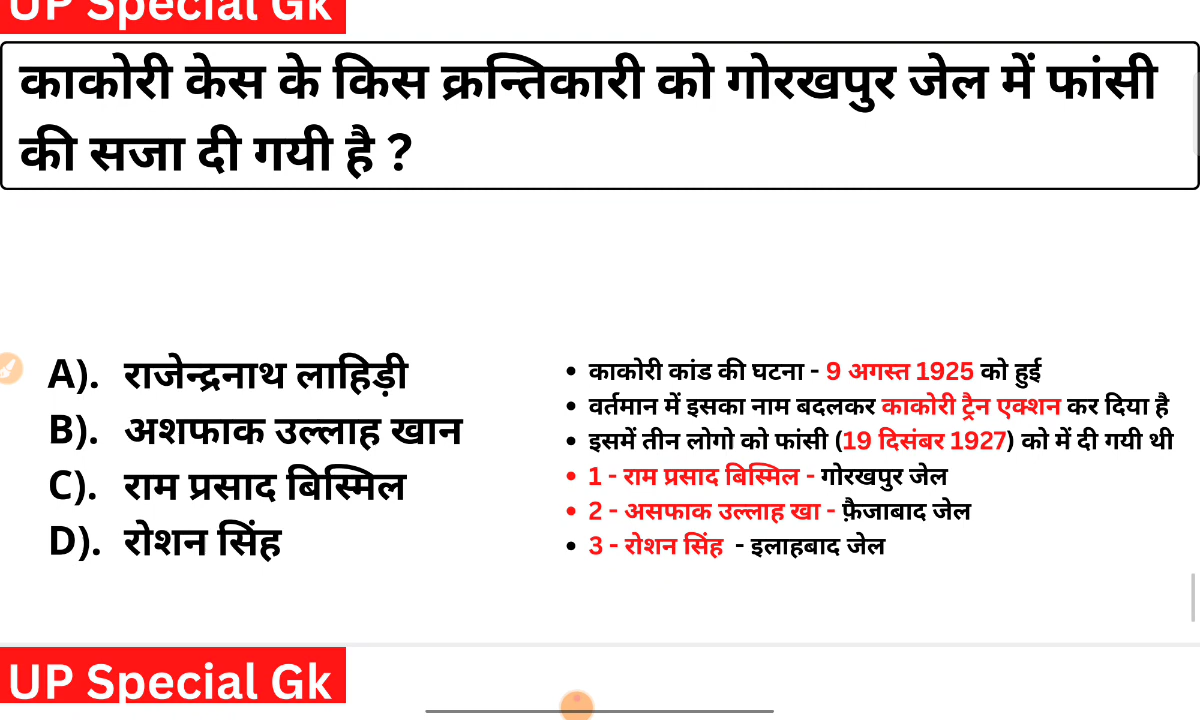 UP Special Gk
काकोरी केस के किस क्रन्तिकारी को गोरखपुर जेल में फांसी
की सजा दी गयी है ?
A). राजेन्द्रनाथ लाहिड़ी
B). अशफाक उल्लाह खान
C). राम प्रसाद बिस्मिल
D). रोशन सिंह
• काकोरी कांड की घटना - 9 अगस्त 1925 को हुई
• वर्तमान में इसका नाम बदलकर काकोरी ट्रैन एक्शन कर दिया है
• इसमें तीन लोगो को फांसी (19 दिसंबर 1927) को में दी गयी थी
• 1 - राम प्रसाद बिस्मिल - गोरखपुर जेल
• 2 - असफाक उल्लाह खा - फ़ैजाबाद जेल
• 3 - रोशन सिंह - इलाहबाद जेल
UP Special Gk